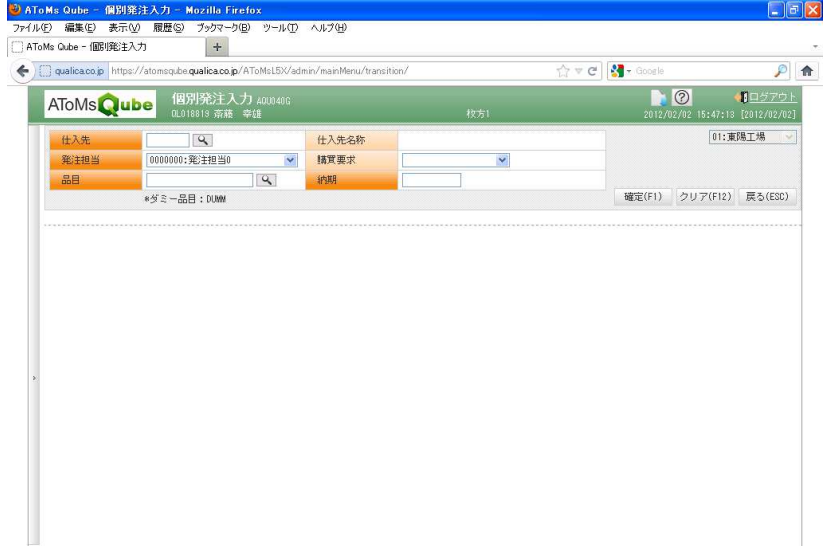 AToMs Qube - 個別発注入力 - Mozilla Firefox
ファイル(F) 編集(E) 表示(V) 履歴(S) ブックマーク(B) ツール(T) ヘルプ(H)
AToMs Qube - 個別発注入力 +
qualica.co.jp https://atomsqube.qualica.co.jp/AToMsL5X/admin/mainMenu/transition/ Google
AToMs Qube 個別発注入力 AQU040G ログアウト
OL018819 斎藤 幸雄 枚方1 2012/02/02 15:47:13 [2012/02/02]
仕入先 仕入先名称 01:東陽工場
発注担当 0000000:発注担当0 購買要求
品目 納期
*ダミー品目:DUMM 確定(F1) クリア(F12) 戻る(ESC)